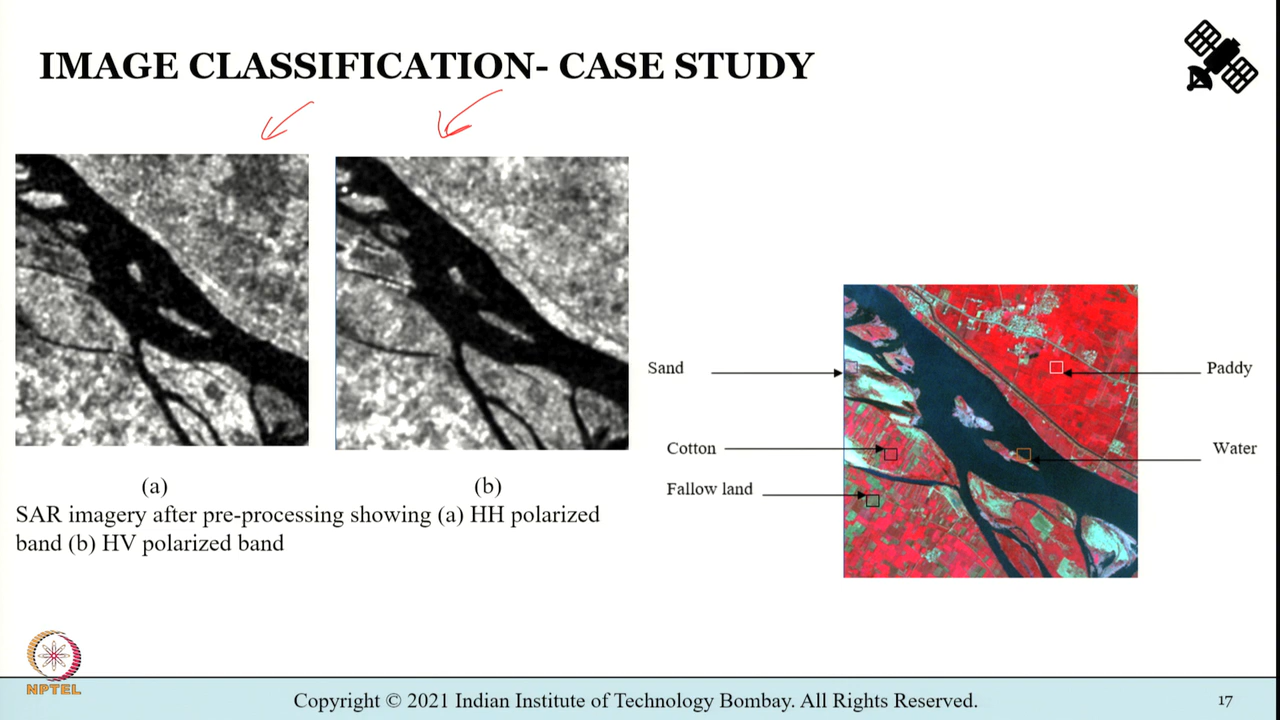 IMAGE CLASSIFICATION- CASE STUDY
Sand
Paddy
Cotton
Water
Fallow land
(a)
(b)
SAR imagery after pre-processing showing (a) HH polarized
band (b) HV polarized band
NPTEL
Copyright © 2021 Indian Institute of Technology Bombay. All Rights Reserved.
17